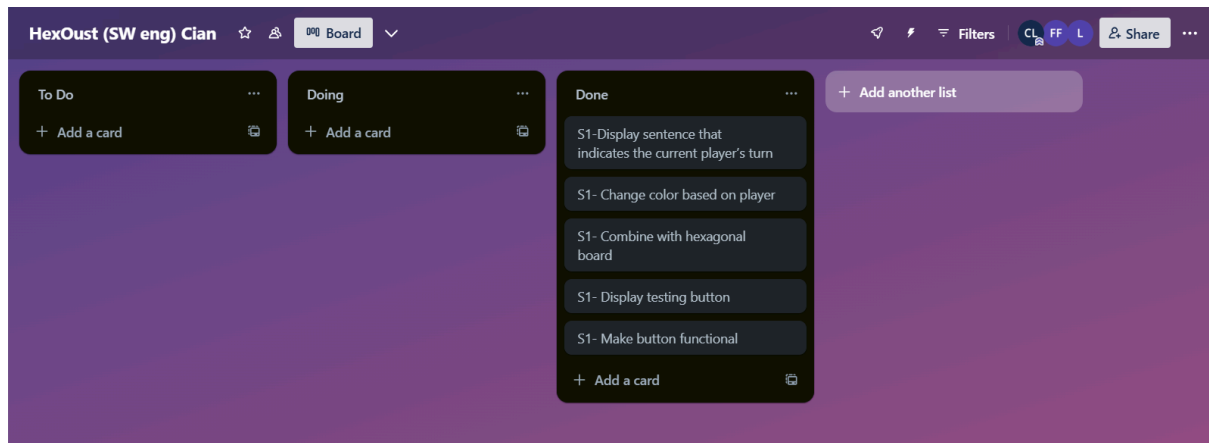 HexOust (SW eng) Cian
Board
Filters
CL
FF
L
Share
To Do
Add a card
Doing
Add a card
Done
S1-Display sentence that
indicates the current player's turn
S1- Change color based on player
S1- Combine with hexagonal
board
S1- Display testing button
S1- Make button functional
Add a card
Add another list